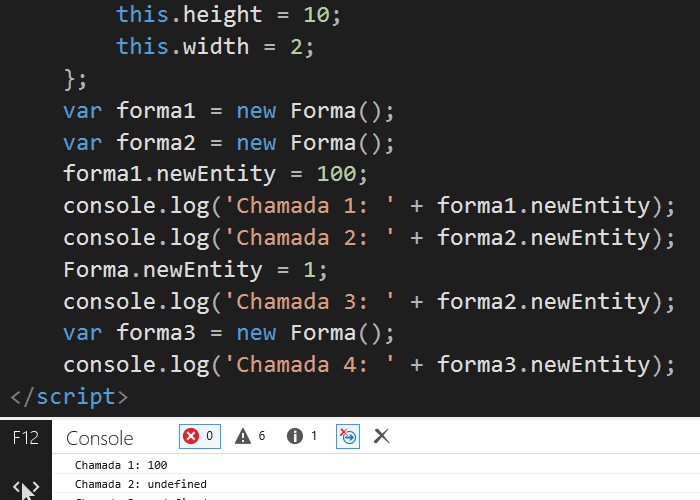 this.height = 10;
this.width = 2;
};
var forma1 = new Forma();
var forma2 = new Forma();
forma1.newEntity = 100;
console.log('Chamada 1: ' + forma1.newEntity);
console.log('Chamada 2: ' + forma2.newEntity);
Forma.newEntity = 1;
console.log('Chamada 3: ' + forma2.newEntity);
var forma3 = new Forma();
console.log('Chamada 4: ' + forma3.newEntity);
</script>
F12 Console 0 6 1
Chamada 1: 100
Chamada 2: undefined